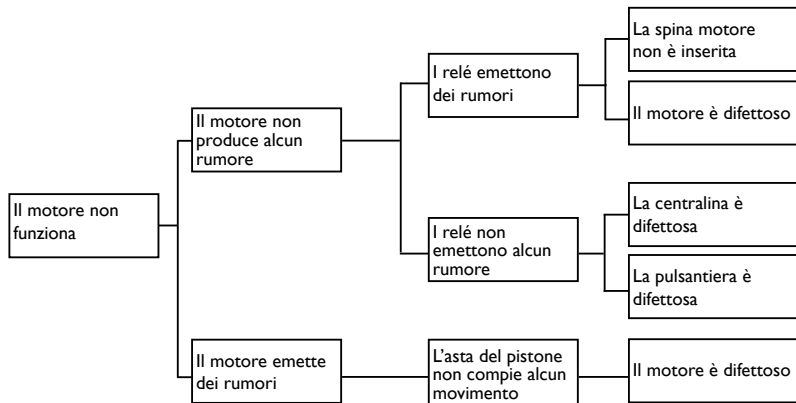 La spina motore
non è inserita
I relé emettono
dei rumori
Il motore non
produce alcun
rumore
Il motore è difettoso
Il motore non
funziona
La centralina è
difettosa
I relé non
emettono alcun
rumore
La pulsantiera è
difettosa
Il motore emette
dei rumori
L'asta del pistone
non compie alcun
movimento
Il motore è difettoso